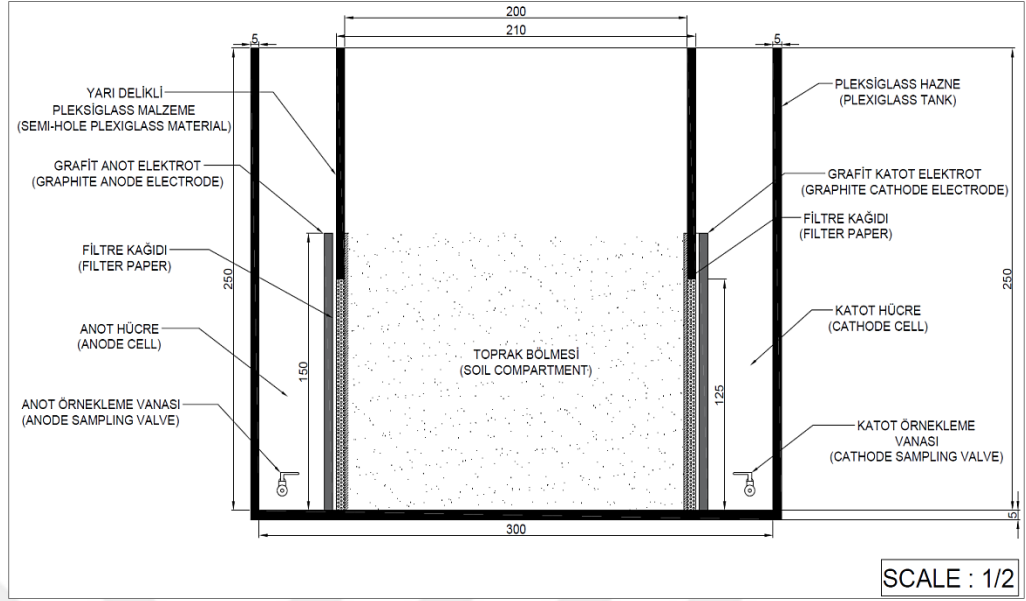 200
210
5
5
YARI DELİKLİ
PLEKSİGLASS MALZEME
(SEMI-HOLE PLEXIGLASS MATERIAL)
GRAFİT ANOT ELEKTROT
(GRAPHITE ANODE ELECTRODE)
FİLTRE KAĞIDI
(FILTER PAPER)
250
ANOT HÜCRE
(ANODE CELL)
ANOT ÖRNEKLEME VANASI
(ANODE SAMPLING VALVE)
150
TOPRAK BÖLMESİ
(SOIL COMPARTMENT)
125
PLEKSİGLASS HAZNE
(PLEXIGLASS TANK)
GRAFİT KATOT ELEKTROT
(GRAPHITE CATHODE ELECTRODE)
FİLTRE KAĞIDI
(FILTER PAPER)
250
KATOT HÜCRE
(CATHODE CELL)
KATOT ÖRNEKLEME
VANASI
(CATHODE SAMPLING VALVE)
5
300
SCALE : 1/2